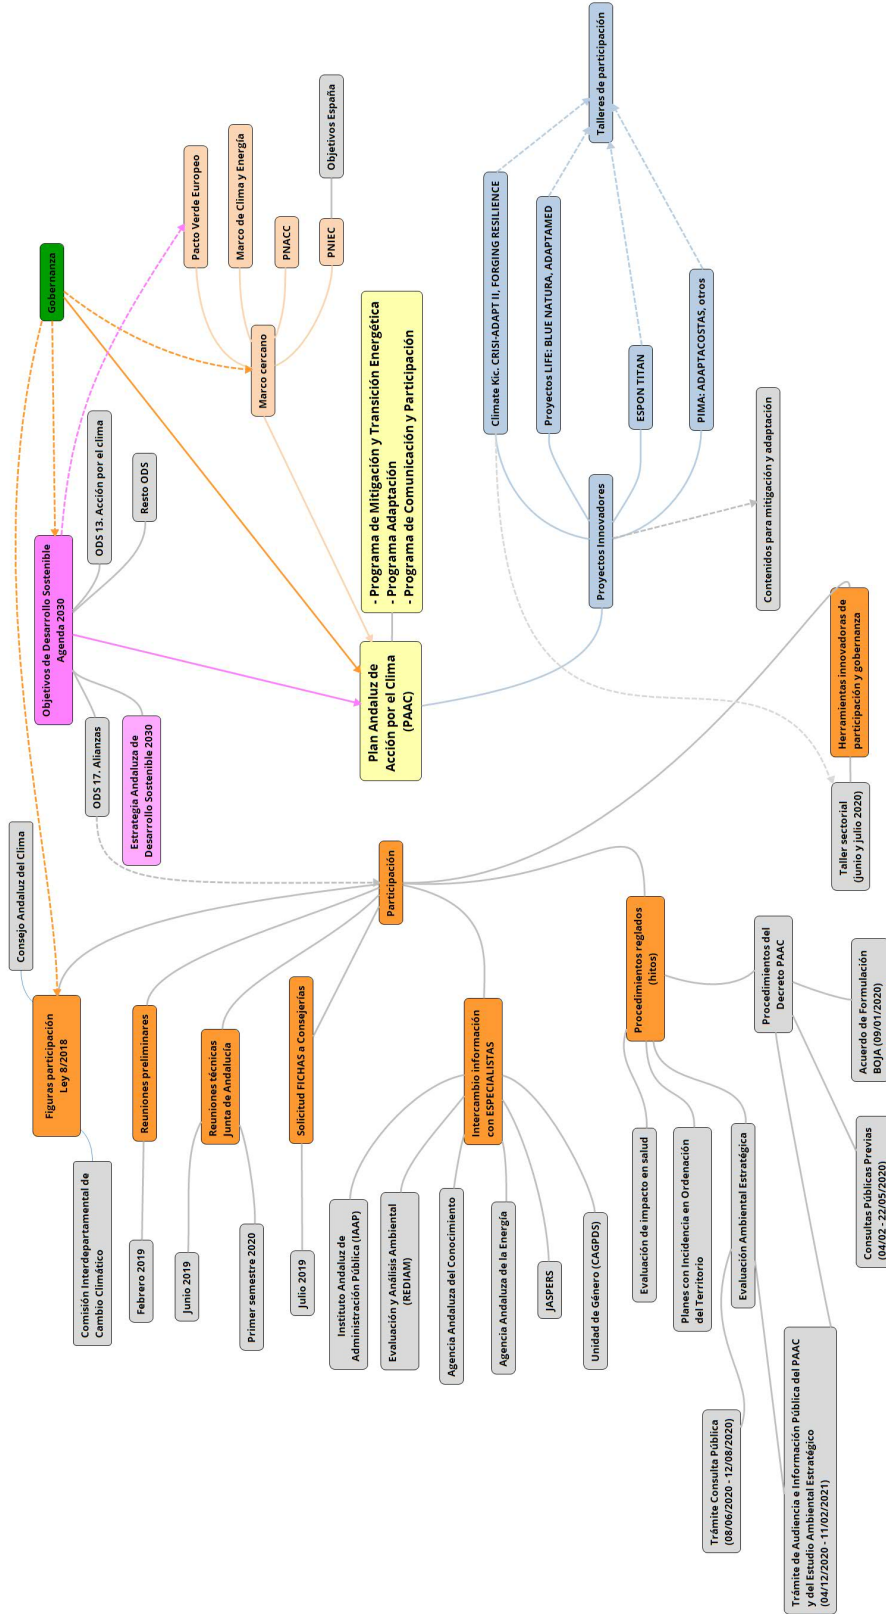 Gobernanza
Objetivos de Desarrollo Sostenible
Agenda 2030
ODS 13. Acción por el clima
Resto ODS
ODS 17. Alianzas
Estrategia Andaluza de
Desarrollo Sostenible 2030
Marco cercano
Pacto Verde Europeo
Marco de Clima y Energía
PNACC
PNIEC
Objetivos España
Plan Andaluz de
Acción por el Clima
(PAAC)
- Programa de Mitigación y Transición Energética
- Programa Adaptación
- Programa de Comunicación y Participación
Proyectos Innovadores
Climate Kic. CRISI-ADAPT II, FORGING RESILIENCE
Proyectos LIFE: BLUE NATURA, ADAPTAMED
ESPON TITAN
PIMA: ADAPTACOSTAS, otros
Talleres de participación
Contenidos para mitigación y adaptación
Herramientas innovadoras de
participación y gobernanza
Taller sectorial
(junio y julio 2020)
Participación
Consejo Andaluz del Clima
Figuras participación
Ley 8/2018
Comisión Interdepartamental de
Cambio Climático
Reuniones preliminares
Febrero 2019
Reuniones técnicas
Junta de Andalucía
Junio 2019
Primer semestre 2020
Solicitud FICHAS a Consejerías
Julio 2019
Intercambio información
con ESPECIALISTAS
Instituto Andaluz de
Administración Pública (IAAP)
Evaluación y Análisis Ambiental
(REDIAM)
Agencia Andaluza del Conocimiento
Agencia Andaluza de la Energía
JASPERS
Unidad de Género (CAGPDS)
Procedimientos reglados
(hitos)
Evaluación de impacto en salud
Planes con Incidencia en Ordenación
del Territorio
Evaluación Ambiental Estratégica
Trámite Consulta Pública
(08/06/2020 - 12/08/2020)
Procedimientos del
Decreto PAAC
Acuerdo de Formulación
BOJA (09/01/2020)
Consultas Públicas Previas
(04/02 - 22/05/2020)
Trámite de Audiencia e Información Pública del PAAC
y del Estudio Ambiental Estratégico
(04/12/2020 - 11/02/2021)